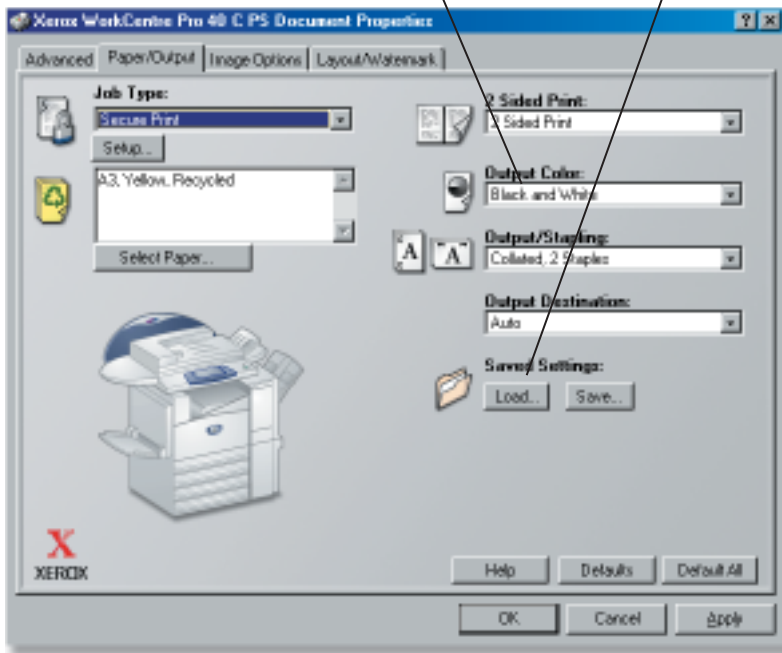 Xerox WorkCentre Pro 40 C PS Document Properties
Advanced
Paper/Output
Image Options
Layout/Watermark
Job Type:
Secure Print
Setup...
A3, Yellow, Recycled
Select Paper...
2 Sided Print:
2 Sided Print
Output Color:
Black and White
Output/Stapling:
Collated, 2 Staples
Output Destination:
Auto
Saved Settings:
Load...
Save...
X
XEROX
Help
Defaults
Default All
OK
Cancel
Apply